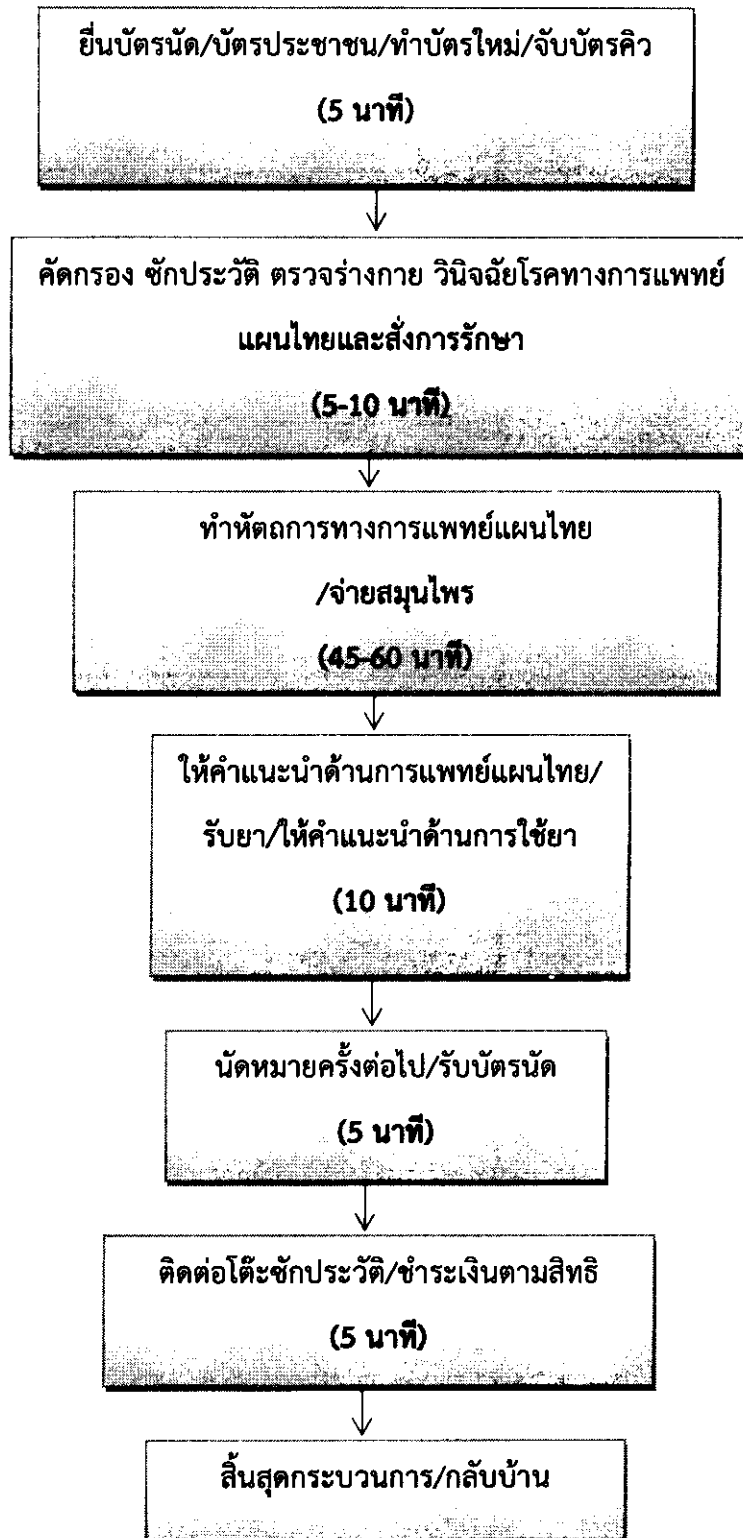 ยื่นบัตรนัด/บัตรประชาชน/ทำบัตรใหม่/จับบัตรคิว
(5 นาที)
คัดกรอง ซักประวัติ ตรวจร่างกาย วินิจฉัยโรคทางการแพทย์
แผนไทยและสั่งการรักษา
(5-10 นาที)
ทำหัตถการทางการแพทย์แผนไทย
/จ่ายสมุนไพร
(45-60 นาที)
ให้คำแนะนำด้านการแพทย์แผนไทย/
รับยา/ให้คำแนะนำด้านการใช้ยา
(10 นาที)
นัดหมายครั้งต่อไป/รับบัตรนัด
(5 นาที)
ติดต่อโต๊ะซักประวัติ/ชำระเงินตามสิทธิ
(5 นาที)
สิ้นสุดกระบวนการ/กลับบ้าน